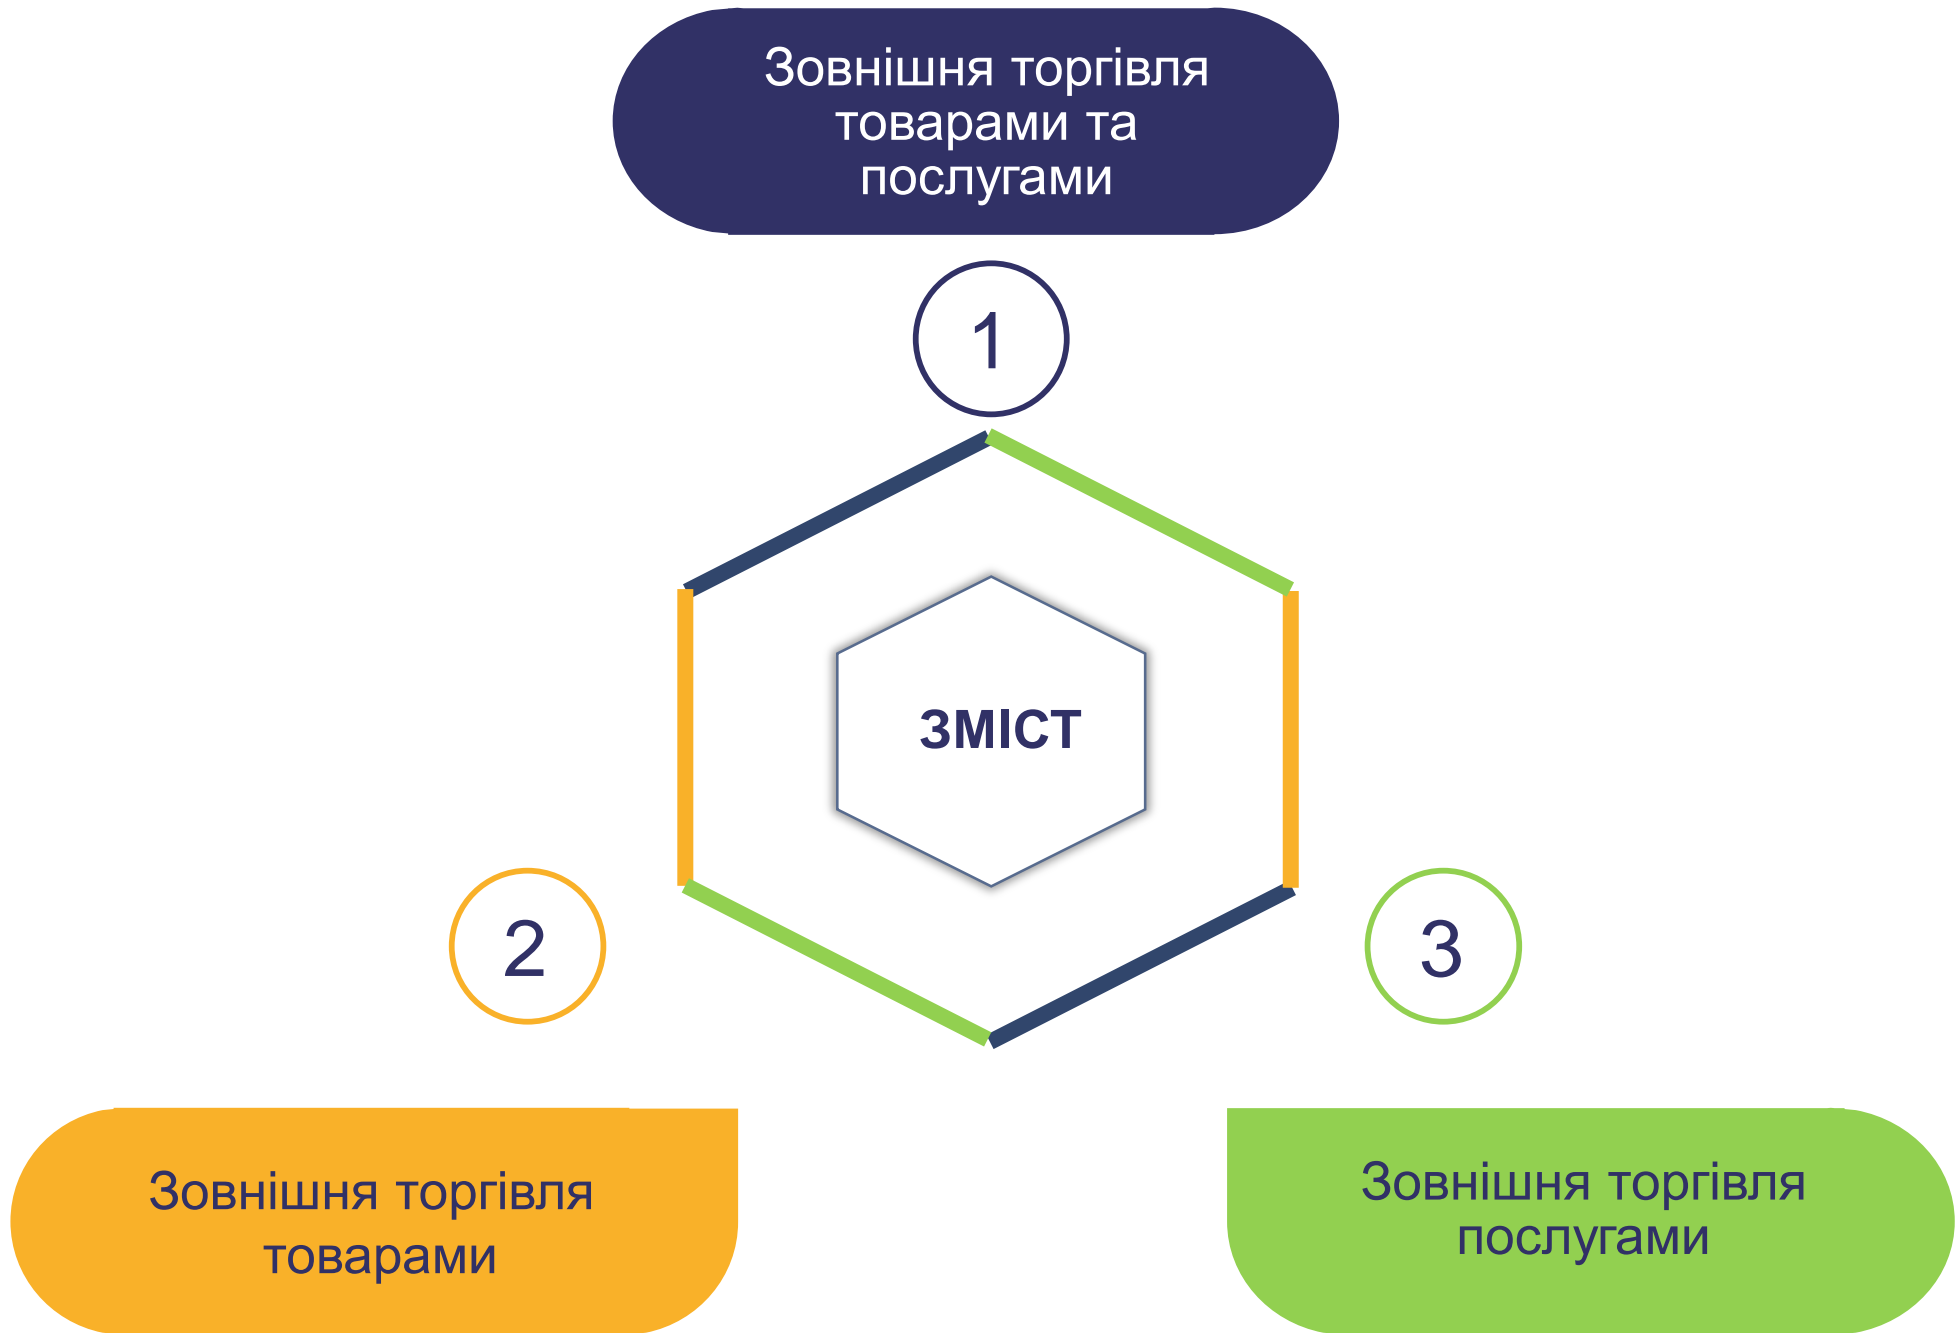 Зовнішня торгівля
товарами та
послугами
1
ЗМІСТ
2
3
Зовнішня торгівля
товарами
Зовнішня торгівля
послугами